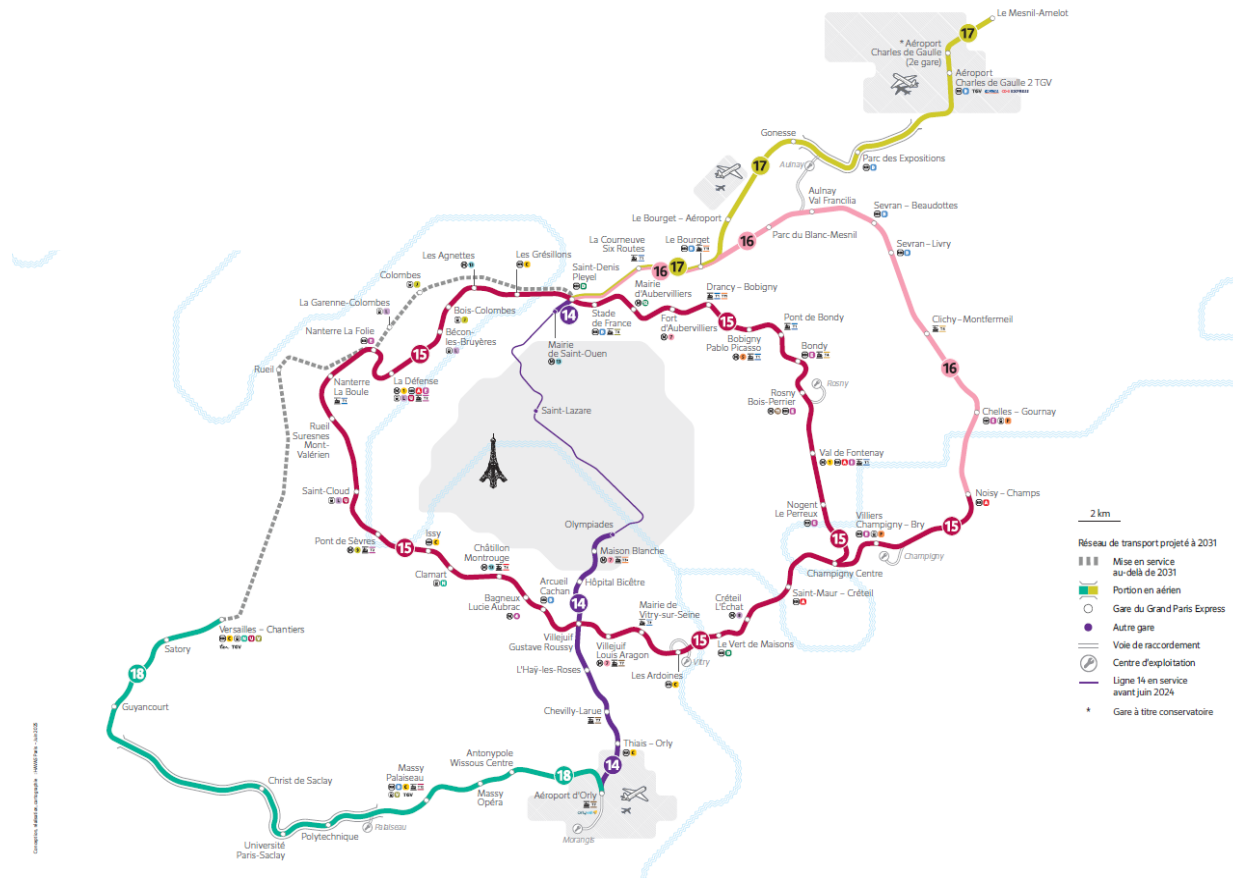 Le Mesnil-Amelot
17
* Aéroport
Charles de Gaulle
(2e gare)
Aéroport
Charles de Gaulle 2 TGV
TGV
Gonesse
Aulnay
Parc des Expositions
17
Aulnay
Val Francilia
Sevran – Beaudottes
Le Bourget – Aéroport
Parc du Blanc-Mesnil
16
Sevran – Livry
La Courneuve
Six Routes
Le Bourget
16
17
Les Agnettes
Les Grésillons
Saint-Denis
Pleyel
Colombes
Mairie
d'Aubervilliers
Drancy – Bobigny
La Garenne-Colombes
Bois-Colombes
14
Stade
de France
Fort
d'Aubervilliers
15
Pont de Bondy
Clichy – Montfermeil
Nanterre La Folie
Bécon-
les-Bruyères
Mairie
de Saint-Ouen
Bobigny
Pablo Picasso
Bondy
15
16
Rueil
Nanterre
La Boule
La Défense
Rosny
Rosny
Bois-Perrier
Saint-Lazare
Chelles – Gournay
Rueil
Suresnes
Mont-
Valérien
Val de Fontenay
Saint-Cloud
Noisy – Champs
Nogent
Le Perreux
Villiers
Champigny – Bry
2 km
Olympiades
15
15
Issy
Pont de Sèvres
15
Châtillon
Montrouge
Maison Blanche
Champigny
Réseau de transport projeté à 2031
Mise en service
au-delà de 2031
Clamart
Arcueil
Cachan
Hôpital Bicêtre
Champigny Centre
Portion en aérien
Bagneux
Lucie Aubrac
14
Mairie de
Vitry-sur-Seine
Créteil
L'Échat
Saint-Maur – Créteil
Gare du Grand Paris Express
Autre gare
Versailles – Chantiers
TGV
Villejuif
Gustave Roussy
Villejuif
Louis Aragon
15
Le Vert de Maisons
Voie de raccordement
Satory
L'Haÿ-les-Roses
Les Ardoines
Vitry
Centre d'exploitation
18
Ligne 14 en service
avant juin 2024
Guyancourt
Chevilly-Larue
* Gare à titre conservatoire
Thiais – Orly
Antonypole
Wissous Centre
14
Massy
Palaiseau
TGV
18
Christ de Saclay
Massy
Opéra
Aéroport d'Orly
Polytechnique
Palaiseau
Université
Paris-Saclay
Morangis